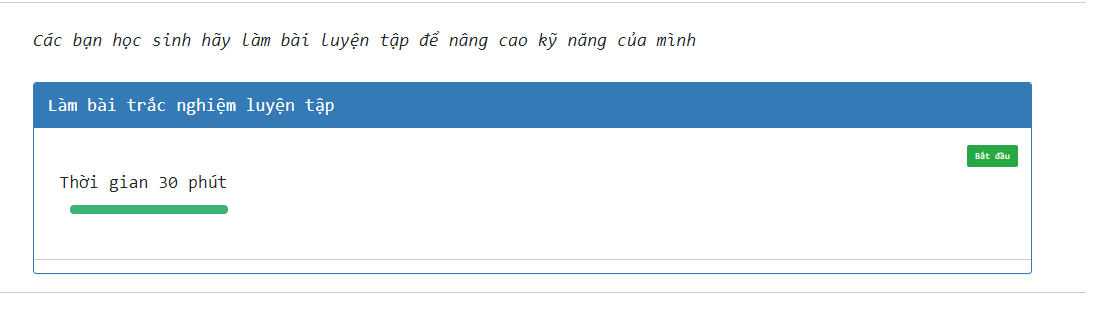 Các bạn học sinh hãy làm bài luyện tập để nâng cao kỹ năng của mình
Làm bài trắc nghiệm luyện tập
Bắt đầu
Thời gian 30 phút